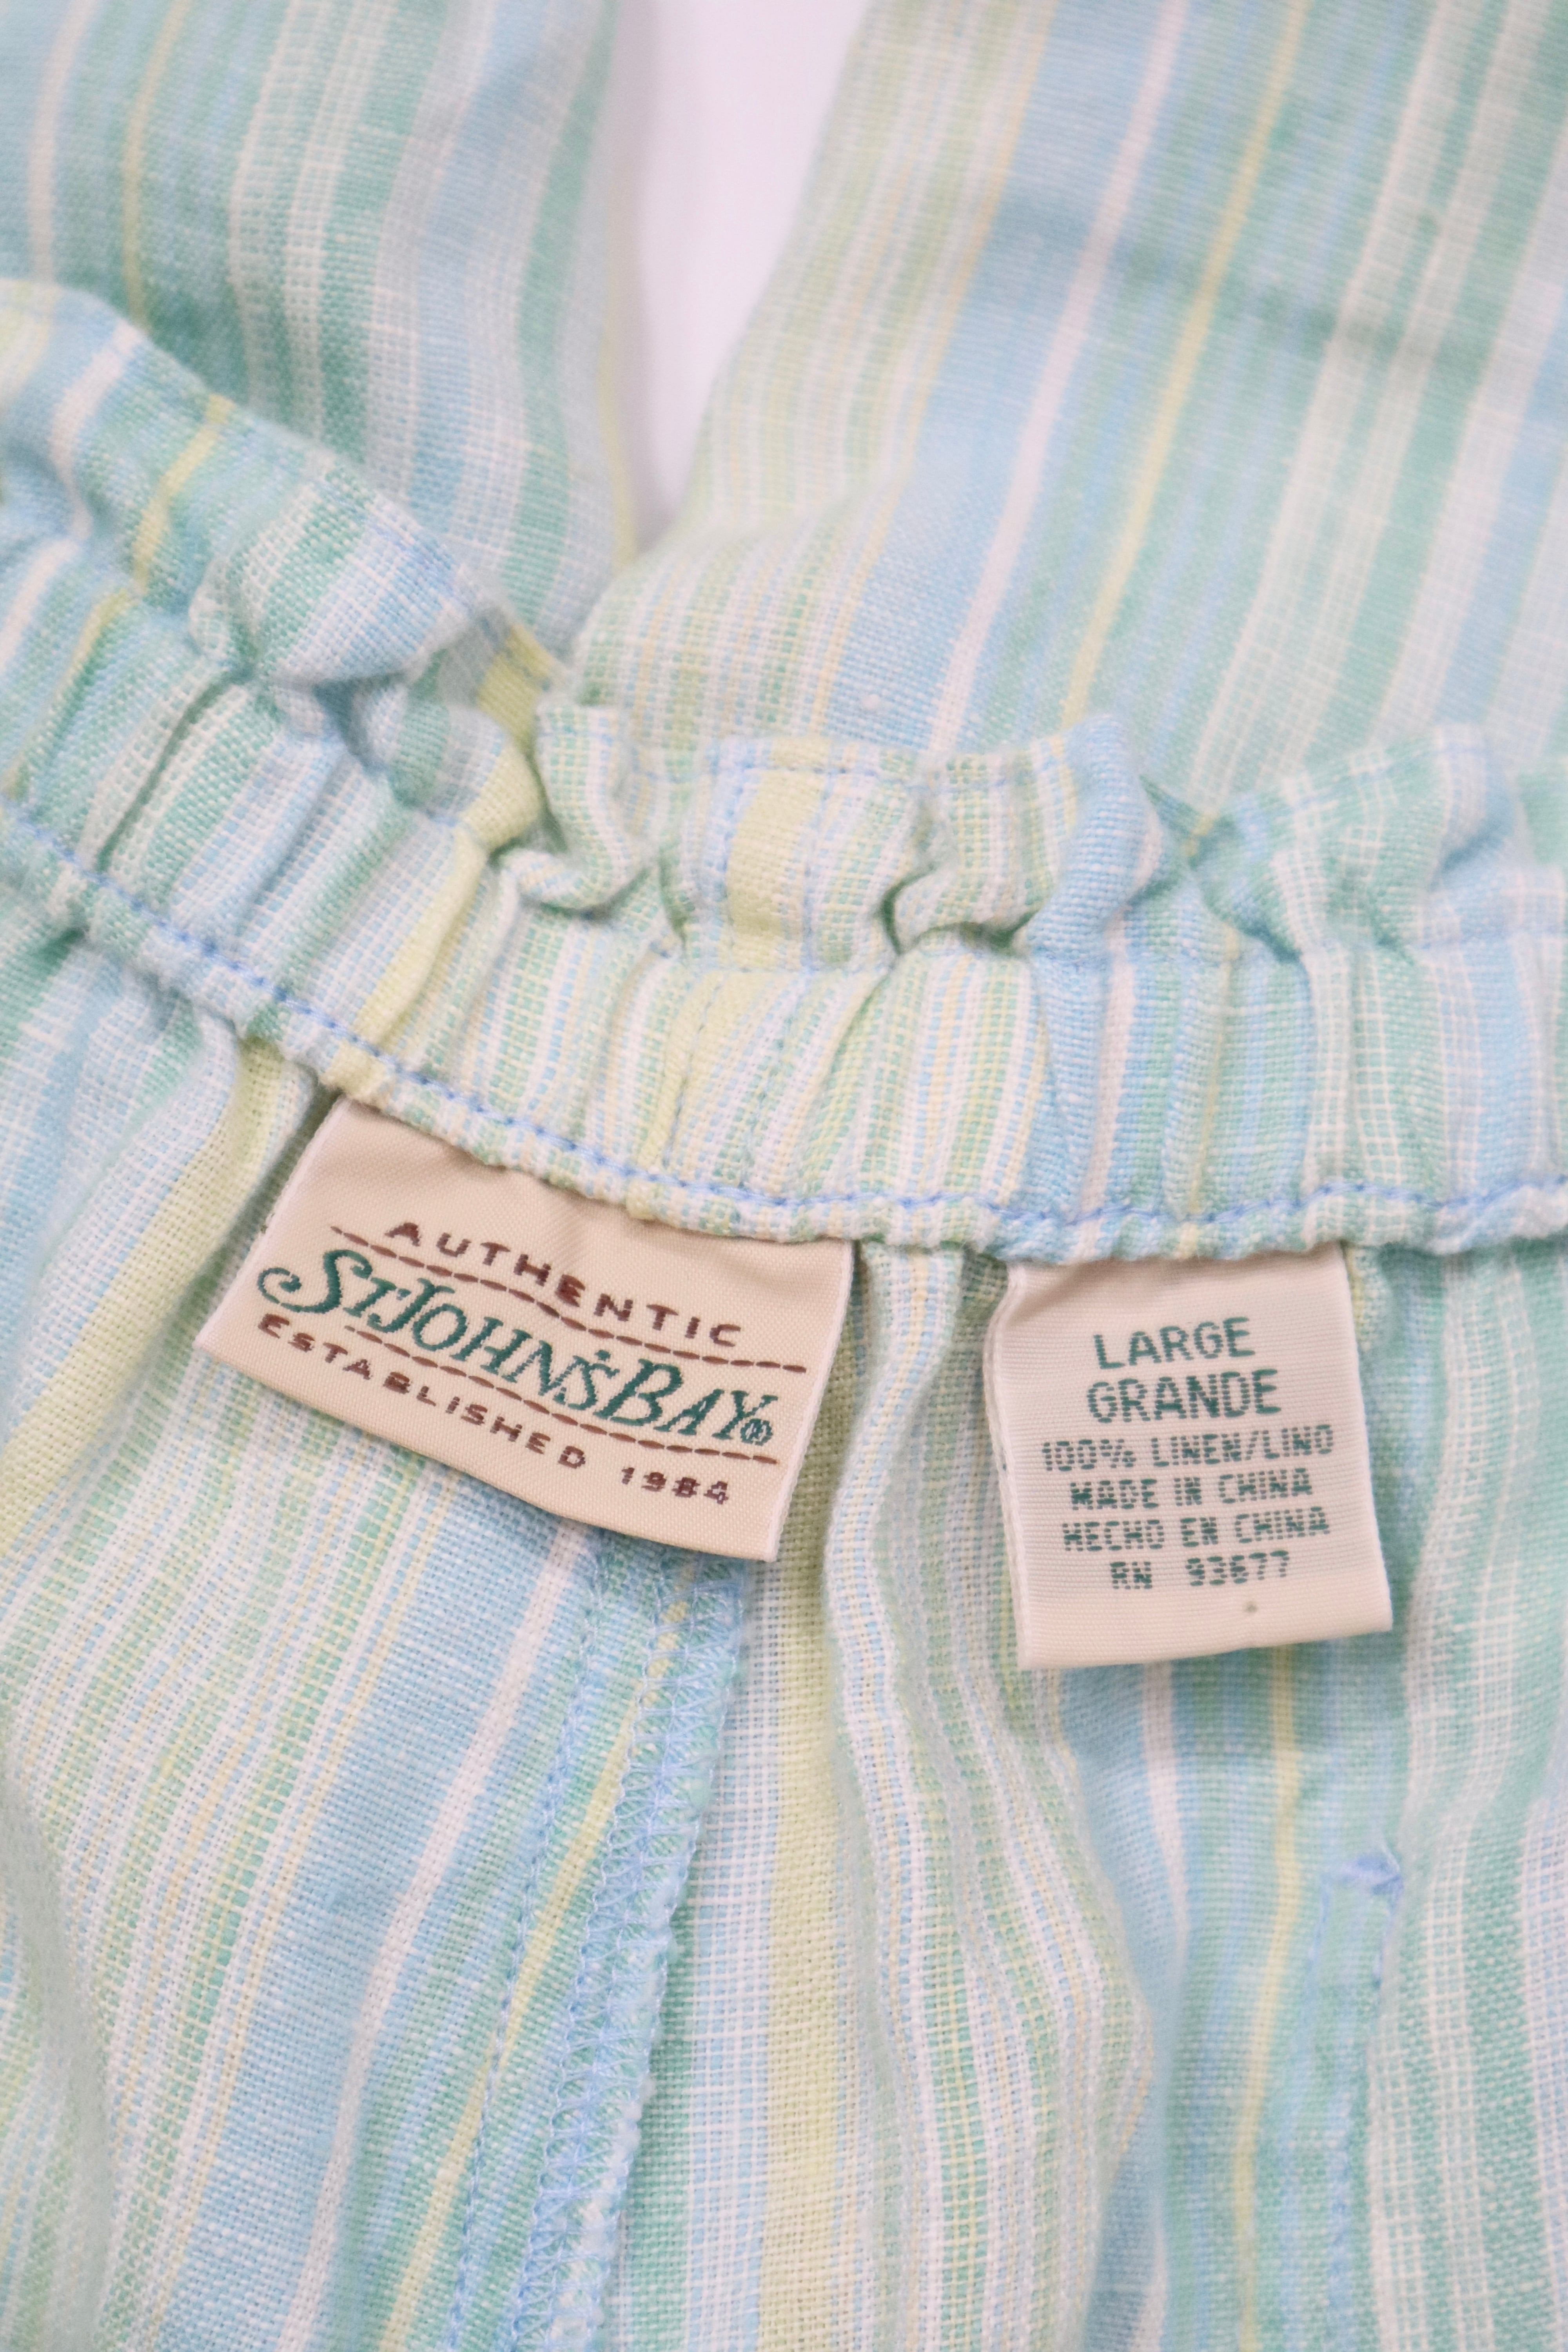 AUTHENTIC
ST. JOHN'S BAY®
ESTABLISHED 1984
LARGE
GRANDE
100% LINEN/LINO
MADE IN CHINA
HECHO EN CHINA
RN 93677